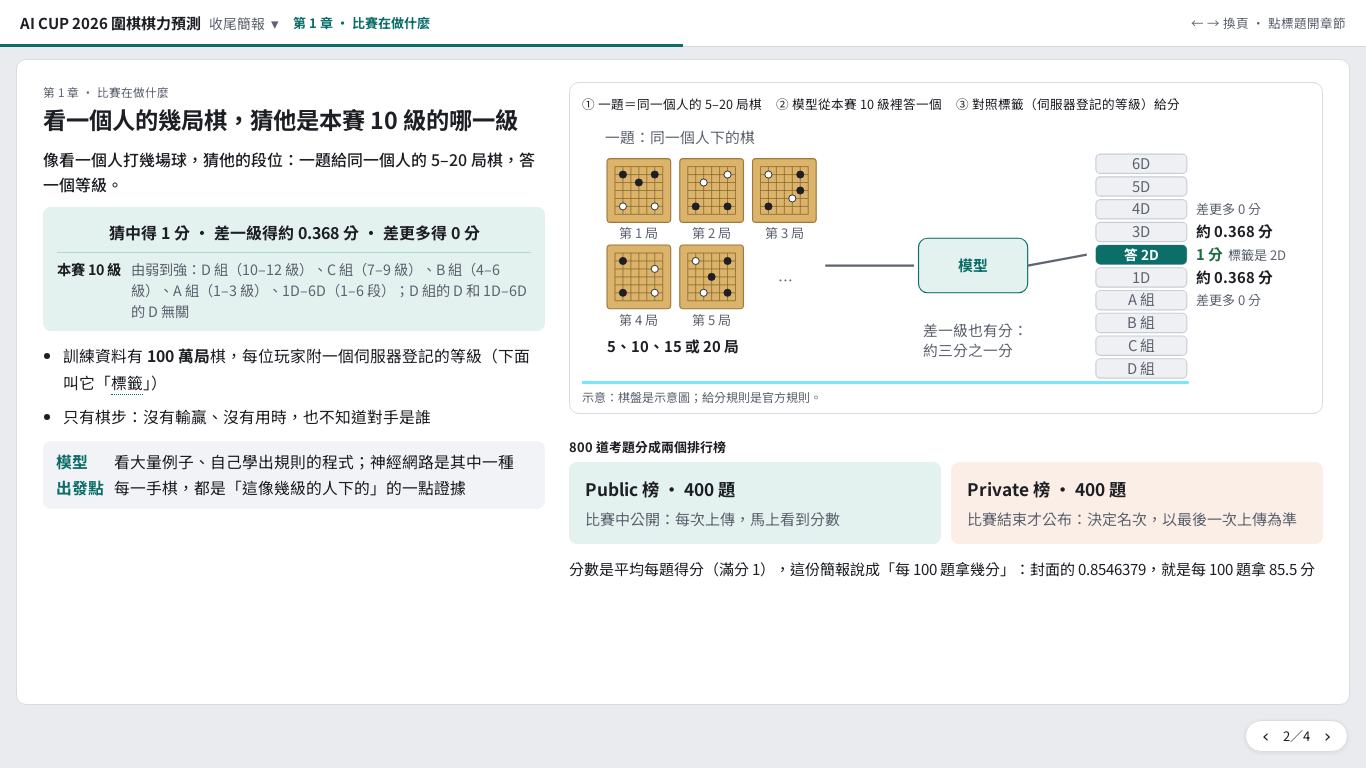 AI CUP 2026 圍棋棋力預測 收尾簡報 ▼ 第 1 章 · 比賽在做什麼
← → 換頁 · 點標題開章節
第 1 章 · 比賽在做什麼
看一個人的幾局棋，猜他是本賽 10 級的哪一級
像看一個人打幾場球，猜他的段位：一題給同一個人的 5–20 局棋，答
一個等級。
猜中得 1 分 · 差一級得約 0.368 分 · 差更多得 0 分
本賽 10 級 由弱到強：D 組（10–12 級）、C 組（7–9 級）、B 組（4–6
級）、A 組（1–3 級）、1D–6D（1–6 段）；D 組的 D 和 1D–6D
的 D 無關
• 訓練資料有 100 萬局棋，每位玩家附一個伺服器登記的等級（下面
叫它「標籤」）
• 只有棋步：沒有輸贏、沒有用時，也不知道對手是誰
模型 看大量例子、自己學出規則的程式；神經網路是其中一種
出發點 每一手棋，都是「這像幾級的人下的」的一點證據
① 一題＝同一個人的 5–20 局棋 ② 模型從本賽 10 級裡答一個 ③ 對照標籤（伺服器登記的等級）給分
一題：同一個人下的棋
第 1 局 第 2 局 第 3 局
第 4 局 第 5 局
…
5、10、15 或 20 局
模型
差一級也有分：
約三分之一分
6D
5D
4D 差更多 0 分
3D 約 0.368 分
答 2D 1 分 標籤是 2D
1D 約 0.368 分
A 組 差更多 0 分
B 組
C 組
D 組
示意：棋盤是示意圖；給分規則是官方規則。
800 道考題分成兩個排行榜
Public 榜 · 400 題
比賽中公開：每次上傳，馬上看到分數
Private 榜 · 400 題
比賽結束才公布：決定名次，以最後一次上傳為準
分數是平均每題得分（滿分 1），這份簡報說成「每 100 題拿幾分」：封面的 0.8546379，就是每 100 題拿 85.5 分
‹ 2／4 ›